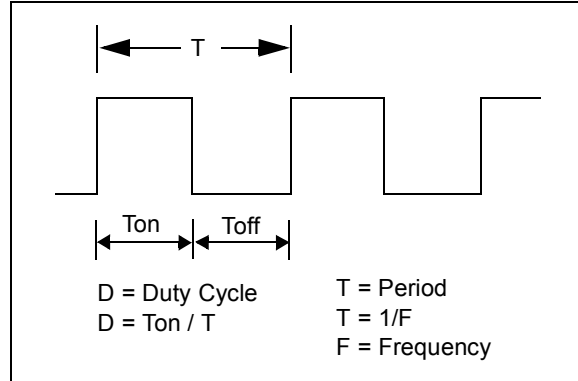 T
Ton
Toff
D = Duty Cycle
D = Ton / T
T = Period
T = 1/F
F = Frequency